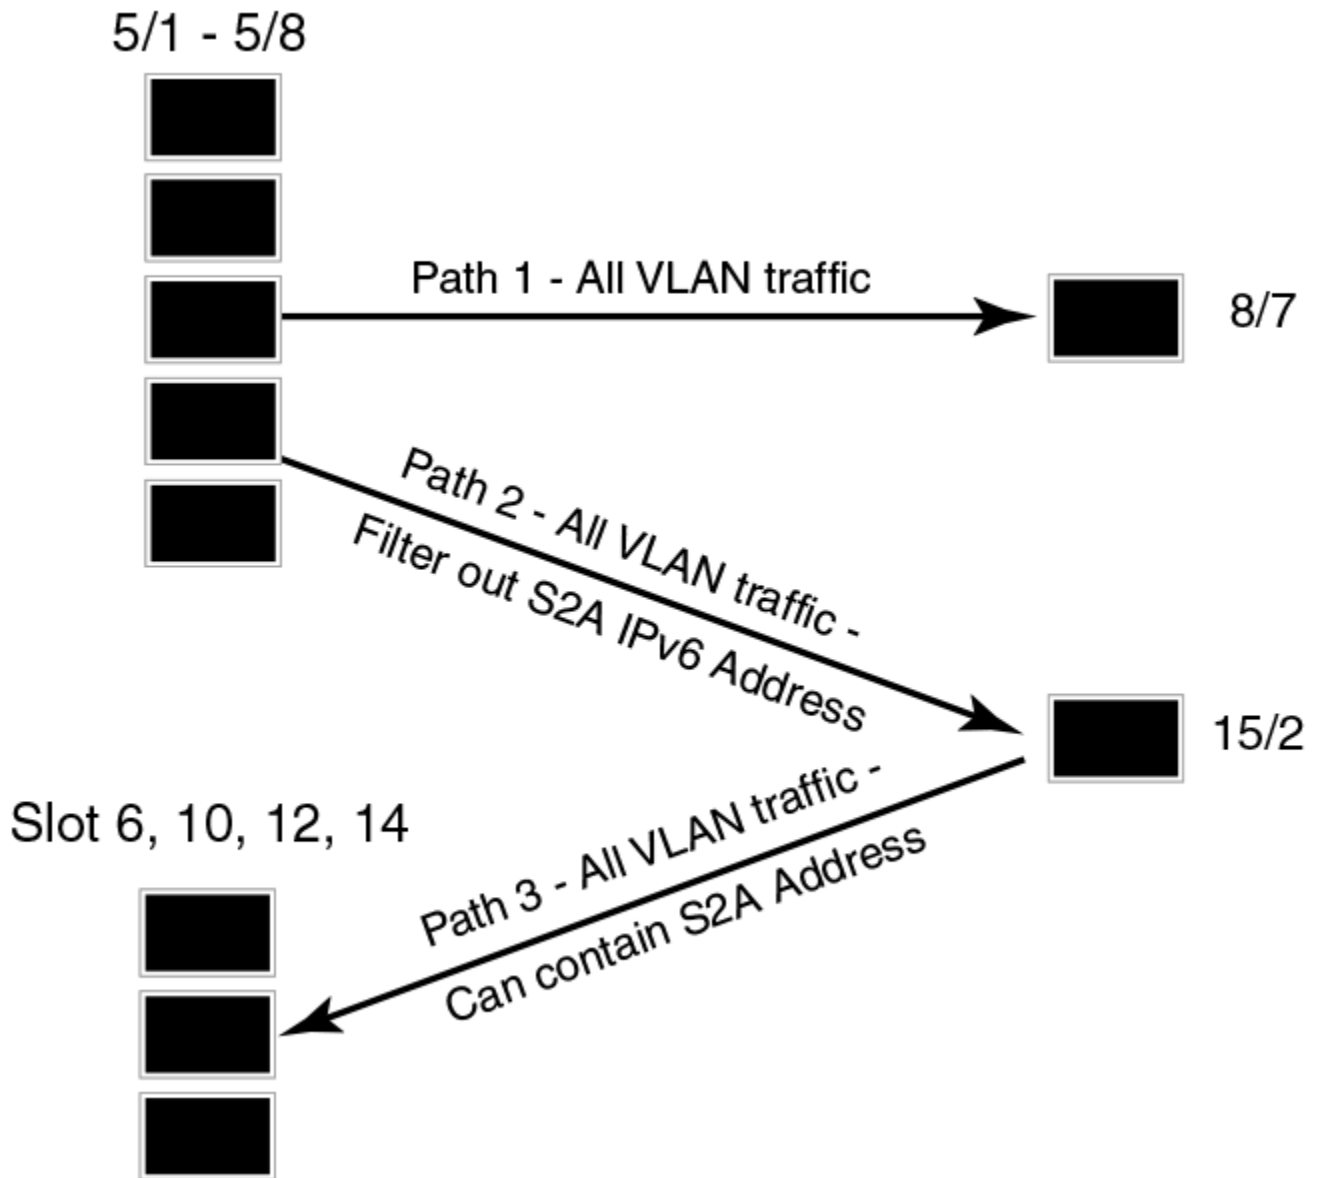 5/1 - 5/8
Path 1 - All VLAN traffic
8/7
Path 2 - All VLAN traffic -
Filter out S2A IPv6 Address
15/2
Path 3 - All VLAN traffic -
Can contain S2A Address
Slot 6, 10, 12, 14